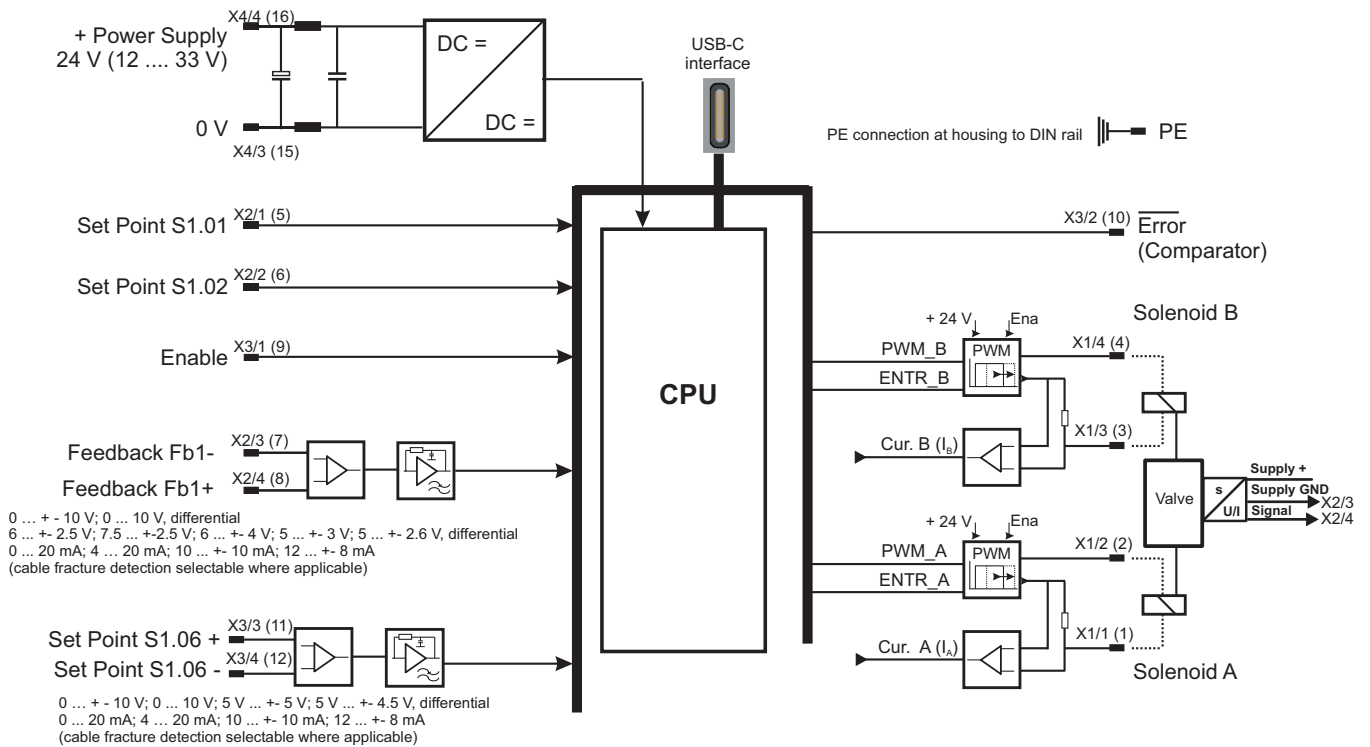 X4/4 (16)
+ Power Supply
24 V (12 .... 33 V)
0 V
X4/3 (15)
DC =
DC =
USB-C
interface
PE connection at housing to DIN rail
PE
Set Point S1.01
X2/1 (5)
Set Point S1.02
X2/2 (6)
Enable
X3/1 (9)
Feedback Fb1-
X2/3 (7)
Feedback Fb1+
X2/4 (8)
0 ... + - 10 V; 0 ... 10 V, differential
6 ... +- 2.5 V; 7.5 ... +-2.5 V; 6 ... +- 4 V; 5 ... +- 3 V; 5 ... +- 2.6 V, differential
0 ... 20 mA; 4 ... 20 mA; 10 ... +- 10 mA; 12 ... +- 8 mA
(cable fracture detection selectable where applicable)
Set Point S1.06 +
X3/3 (11)
Set Point S1.06 -
X3/4 (12)
0 ... + - 10 V; 0 ... 10 V; 5 V ... +- 5 V; 5 V ... +- 4.5 V, differential
0 ... 20 mA; 4 ... 20 mA; 10 ... +- 10 mA; 12 ... +- 8 mA
(cable fracture detection selectable where applicable)
CPU
X3/2 (10)
Error
(Comparator)
Solenoid B
+ 24 V
Ena
PWM_B
PWM
X1/4 (4)
ENTR_B
Cur. B (I_B)
X1/3 (3)
Valve
s
U/I
Supply +
Supply GND
X2/3
Signal
X2/4
+ 24 V
Ena
PWM_A
PWM
X1/2 (2)
ENTR_A
Cur. A (I_A)
X1/1 (1)
Solenoid A